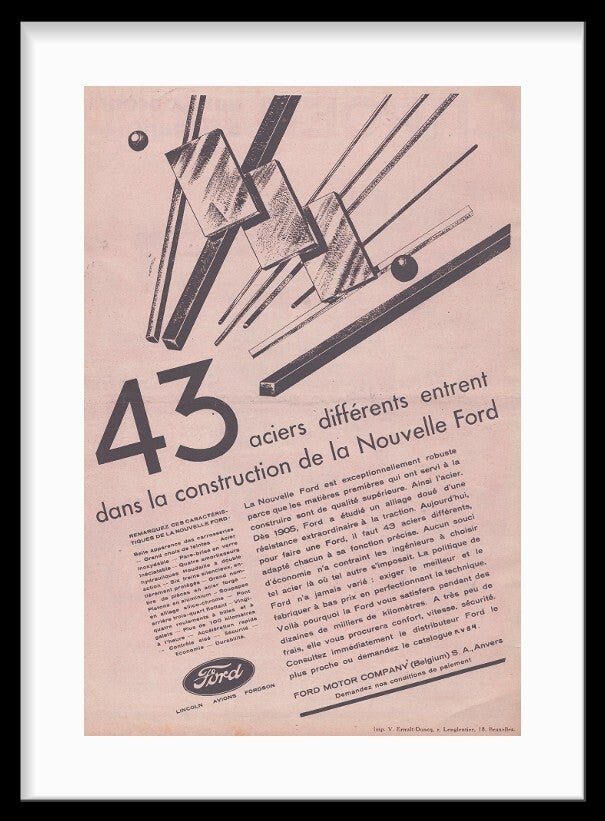 43 aciers différents entrent
dans la construction de la Nouvelle Ford
REMARQUEZ CES CARACTÉRIS-
TIQUES DE LA NOUVELLE FORD.
Belle apparence des carrosseries
— Grand choix de teintes — Acier
inoxydable — Pare-brise en verre
irréscistible — Quatre amortisseurs
hydrauliques Houdaille à double
action — Six freins silencieux, en-
tièrement protégés — Grand nom-
bre de pièces en acier forgé —
Pistons en aluminium — Soupapes
en alliage nice-chrome — Pont
arrière trois-quart flottant — Vingt-
quatre roulements à billes et à
galets — Plus de 100 kilomètres
à l'heure — Accélération rapide
— Contrôle aisé — Sécurité —
Economie — Durabilité.
La Nouvelle Ford est exceptionnellement robuste
parce que les matières premières qui ont servi à la
construire sont de qualité supérieure. Ainsi l'acier.
Dès 1905, Ford a étudié un alliage doué d'une
résistance extraordinaire à la traction. Aujourd'hui,
pour faire une Ford, il faut 43 aciers différents,
adapté chacun à sa fonction précise. Aucun souci
d'économie n'a contraint les ingénieurs à choisir
tel acier là où tel autre s'imposait. La politique de
Ford n'a jamais varié : exiger le meilleur et le
fabriquer à bas prix en perfectionnant la technique.
Voilà pourquoi la Ford vous satisfera pendant des
dizaines de milliers de kilomètres. A très peu de
frais, elle vous procurera confort, vitesse, sécurité.
Consultez immédiatement le distributeur Ford le
plus proche ou demandez le catalogue
Ford
LINCOLN AVIONS FORDSON
FORD MOTOR COMPANY (Belgium) S. A., Anvers
Demandez nos conditions de paiement
Imp. V. Ernult-Doncq, r. Lenglentier, 18, Bruxelles.